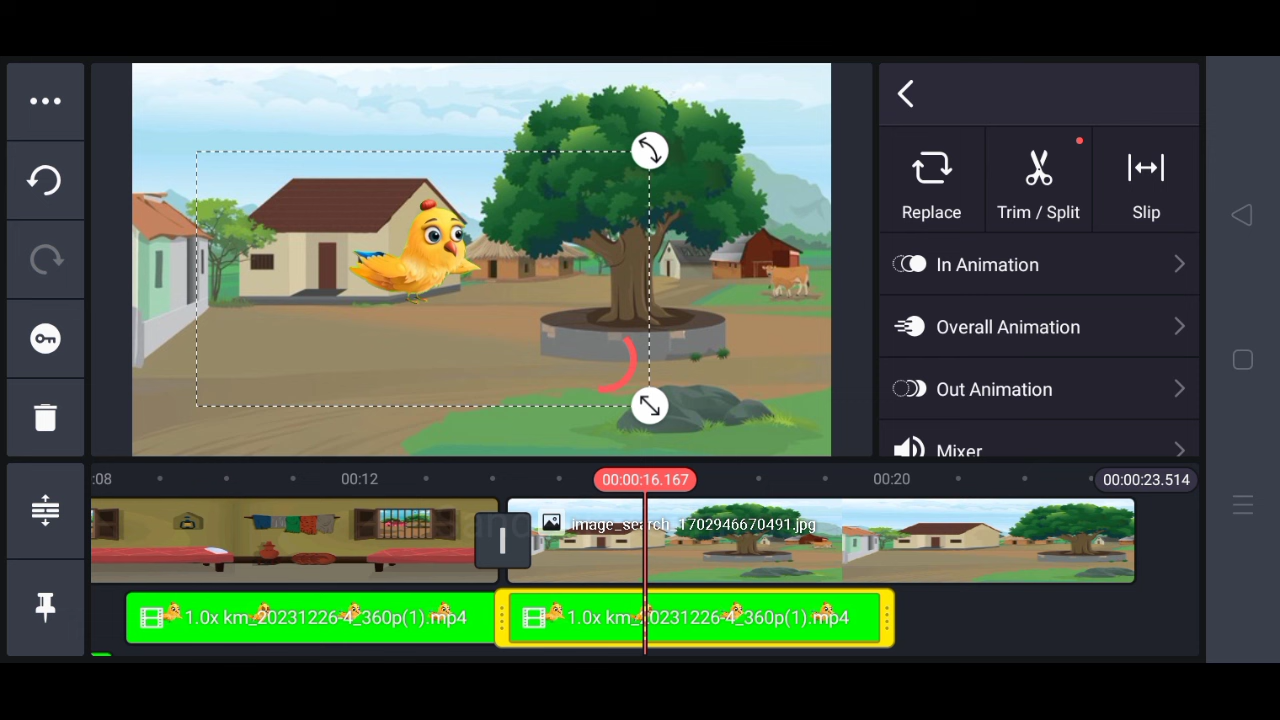 Replace
Trim / Split
Slip
In Animation
Overall Animation
Out Animation
Mixer
:08
00:12
00:00:16.167
00:20
00:00:23.514
image_search_1702946670491.jpg
1.0x km_20231226-4_360p(1).mp4
1.0x km_20231226-4_360p(1).mp4